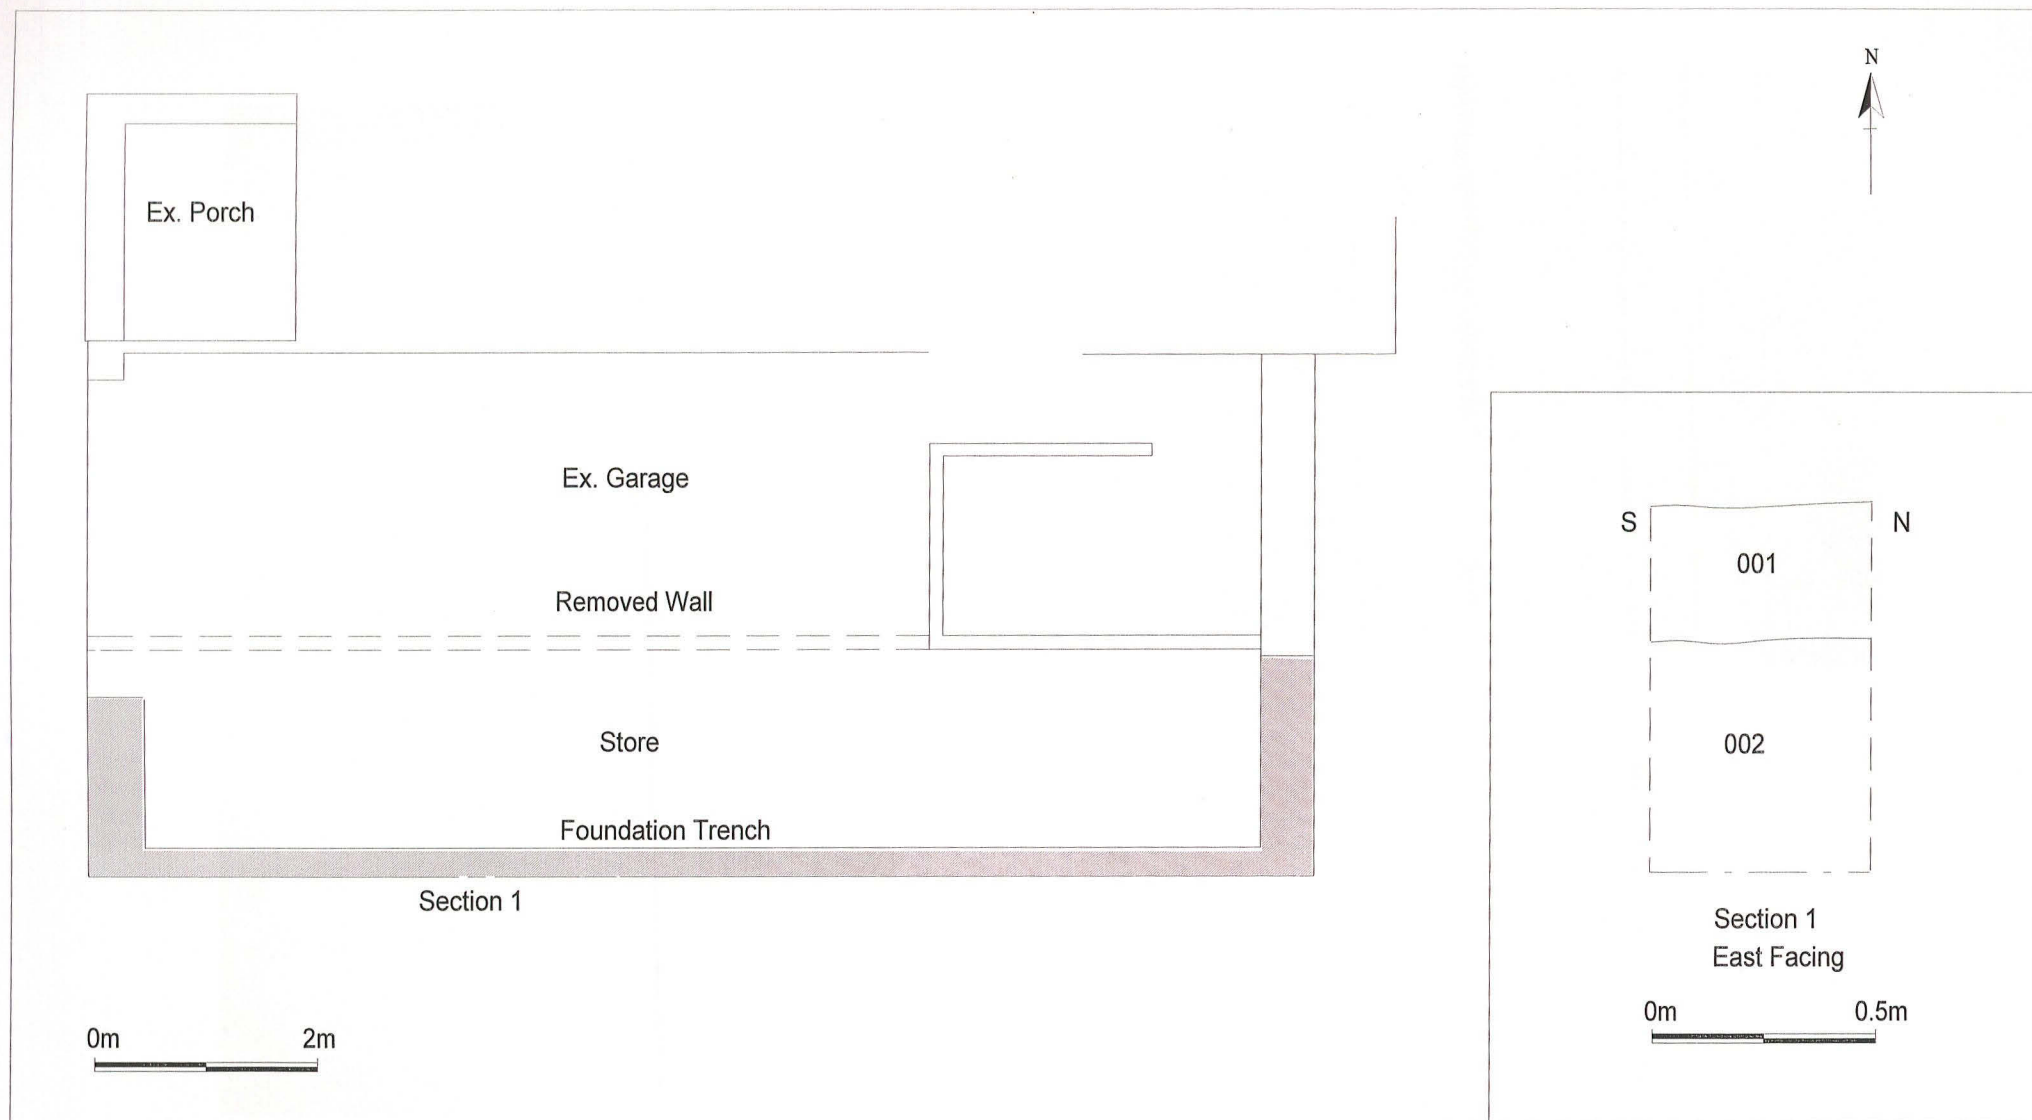 N
Ex. Porch
Ex. Garage
Removed Wall
Store
Foundation Trench
Section 1
0m 2m
S N
001
002
Section 1
East Facing
0m 0.5m